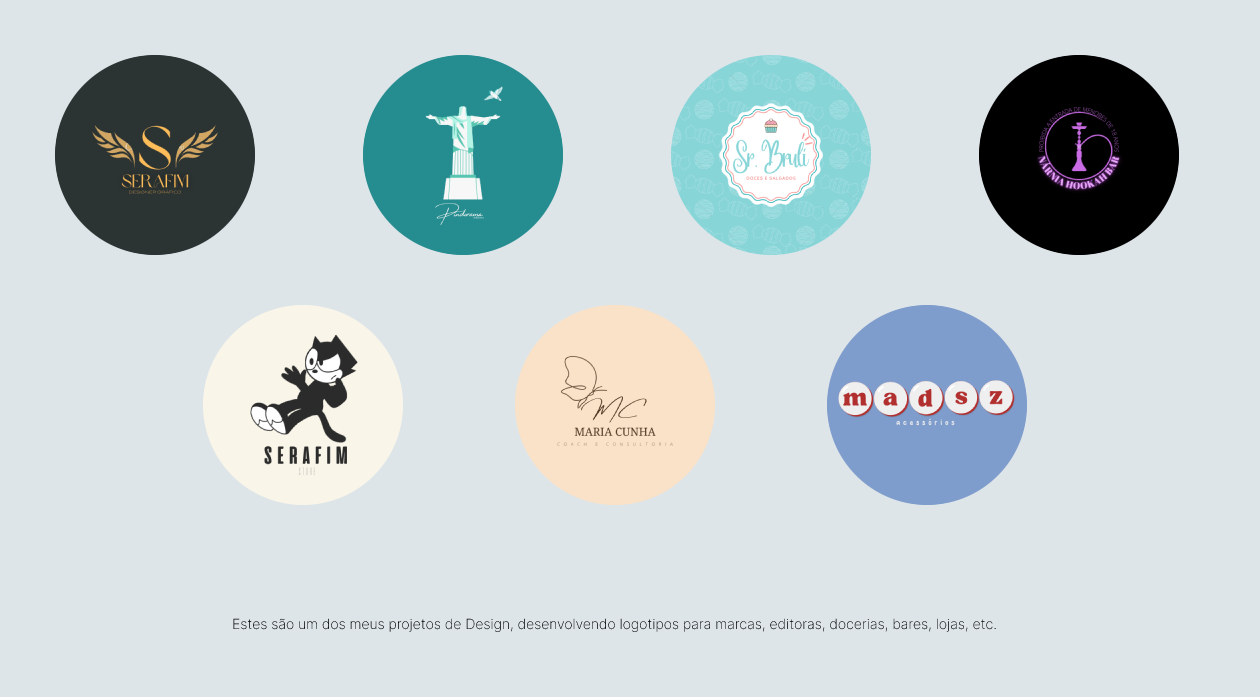 S
SERAFIM
DESIGNER GRÁFICO
Pindorama
Sr. Bruli
DOCES E SALGADOS
PROIBIDA A ENTRADA DE MENORES DE 18 ANOS
NÁRNIA HOOKAH BAR
SERAFIM
MC
MARIA CUNHA
COACH E CONSULTORIA
madsz
acessórios
Estes são um dos meus projetos de Design, desenvolvendo logotipos para marcas, editoras, docerias, bares, lojas, etc.